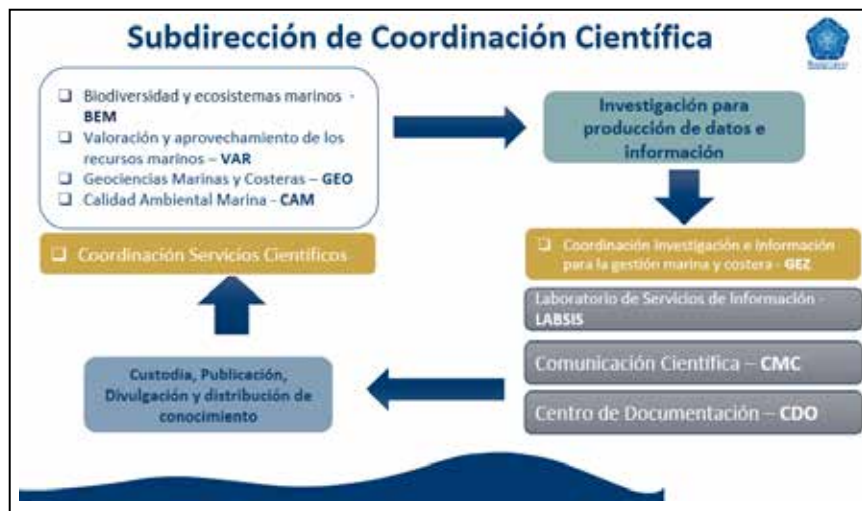 Subdirección de Coordinación Científica
❑ Biodiversidad y ecosistemas marinos -
BEM
❑ Valoración y aprovechamiento de los
recursos marinos – VAR
❑ Geociencias Marinas y Costeras – GEO
❑ Calidad Ambiental Marina - CAM
❑ Coordinación Servicios Científicos
Investigación para
producción de datos e
información
❑ Coordinación Investigación e Información
para la gestión marina y costera - GEZ
Laboratorio de Servicios de Información -
LABSIS
Comunicación Científica – CMC
Centro de Documentación – CDO
Custodia, Publicación,
Divulgación y distribución de
conocimiento